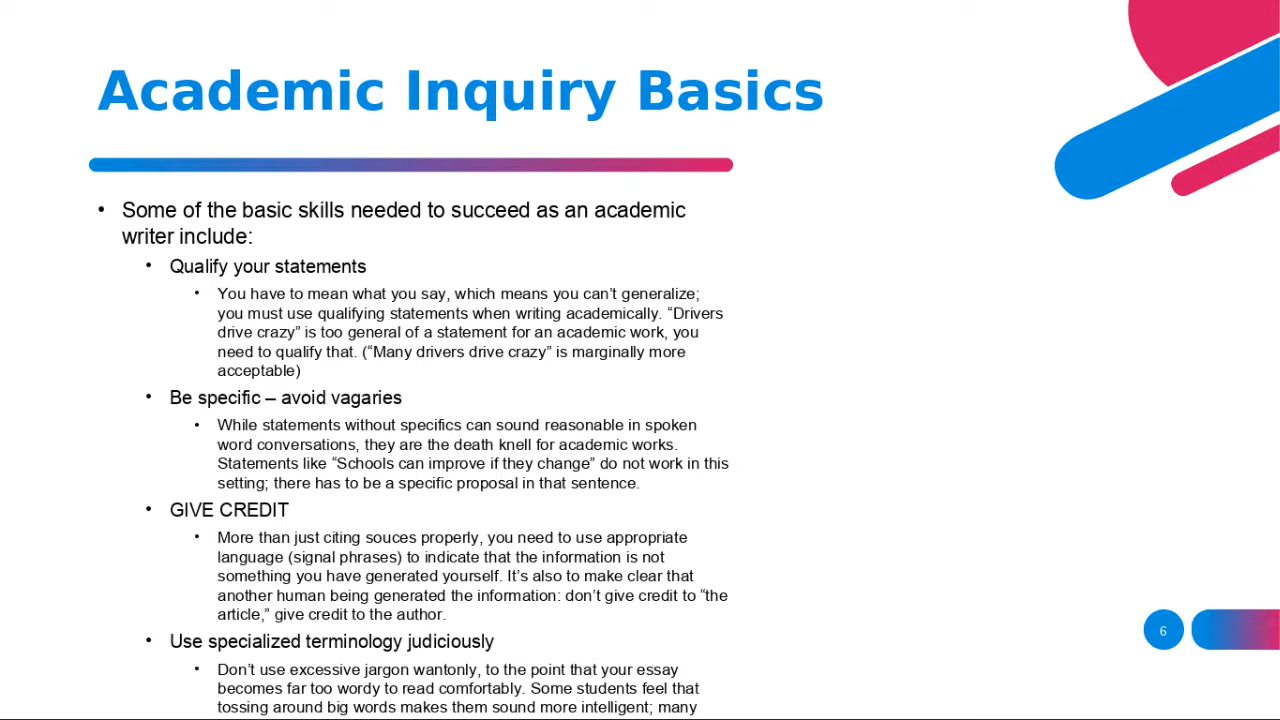 Academic Inquiry Basics
• Some of the basic skills needed to succeed as an academic
writer include:
• Qualify your statements
• You have to mean what you say, which means you can’t generalize;
you must use qualifying statements when writing academically. “Drivers
drive crazy” is too general of a statement for an academic work, you
need to qualify that. (“Many drivers drive crazy” is marginally more
acceptable)
• Be specific – avoid vagaries
• While statements without specifics can sound reasonable in spoken
word conversations, they are the death knell for academic works.
Statements like “Schools can improve if they change” do not work in this
setting; there has to be a specific proposal in that sentence.
• GIVE CREDIT
• More than just citing souces properly, you need to use appropriate
language (signal phrases) to indicate that the information is not
something you have generated yourself. It’s also to make clear that
another human being generated the information: don’t give credit to “the
article,” give credit to the author.
• Use specialized terminology judiciously
• Don’t use excessive jargon wantonly, to the point that your essay
becomes far too wordy to read comfortably. Some students feel that
tossing around big words makes them sound more intelligent; many
6